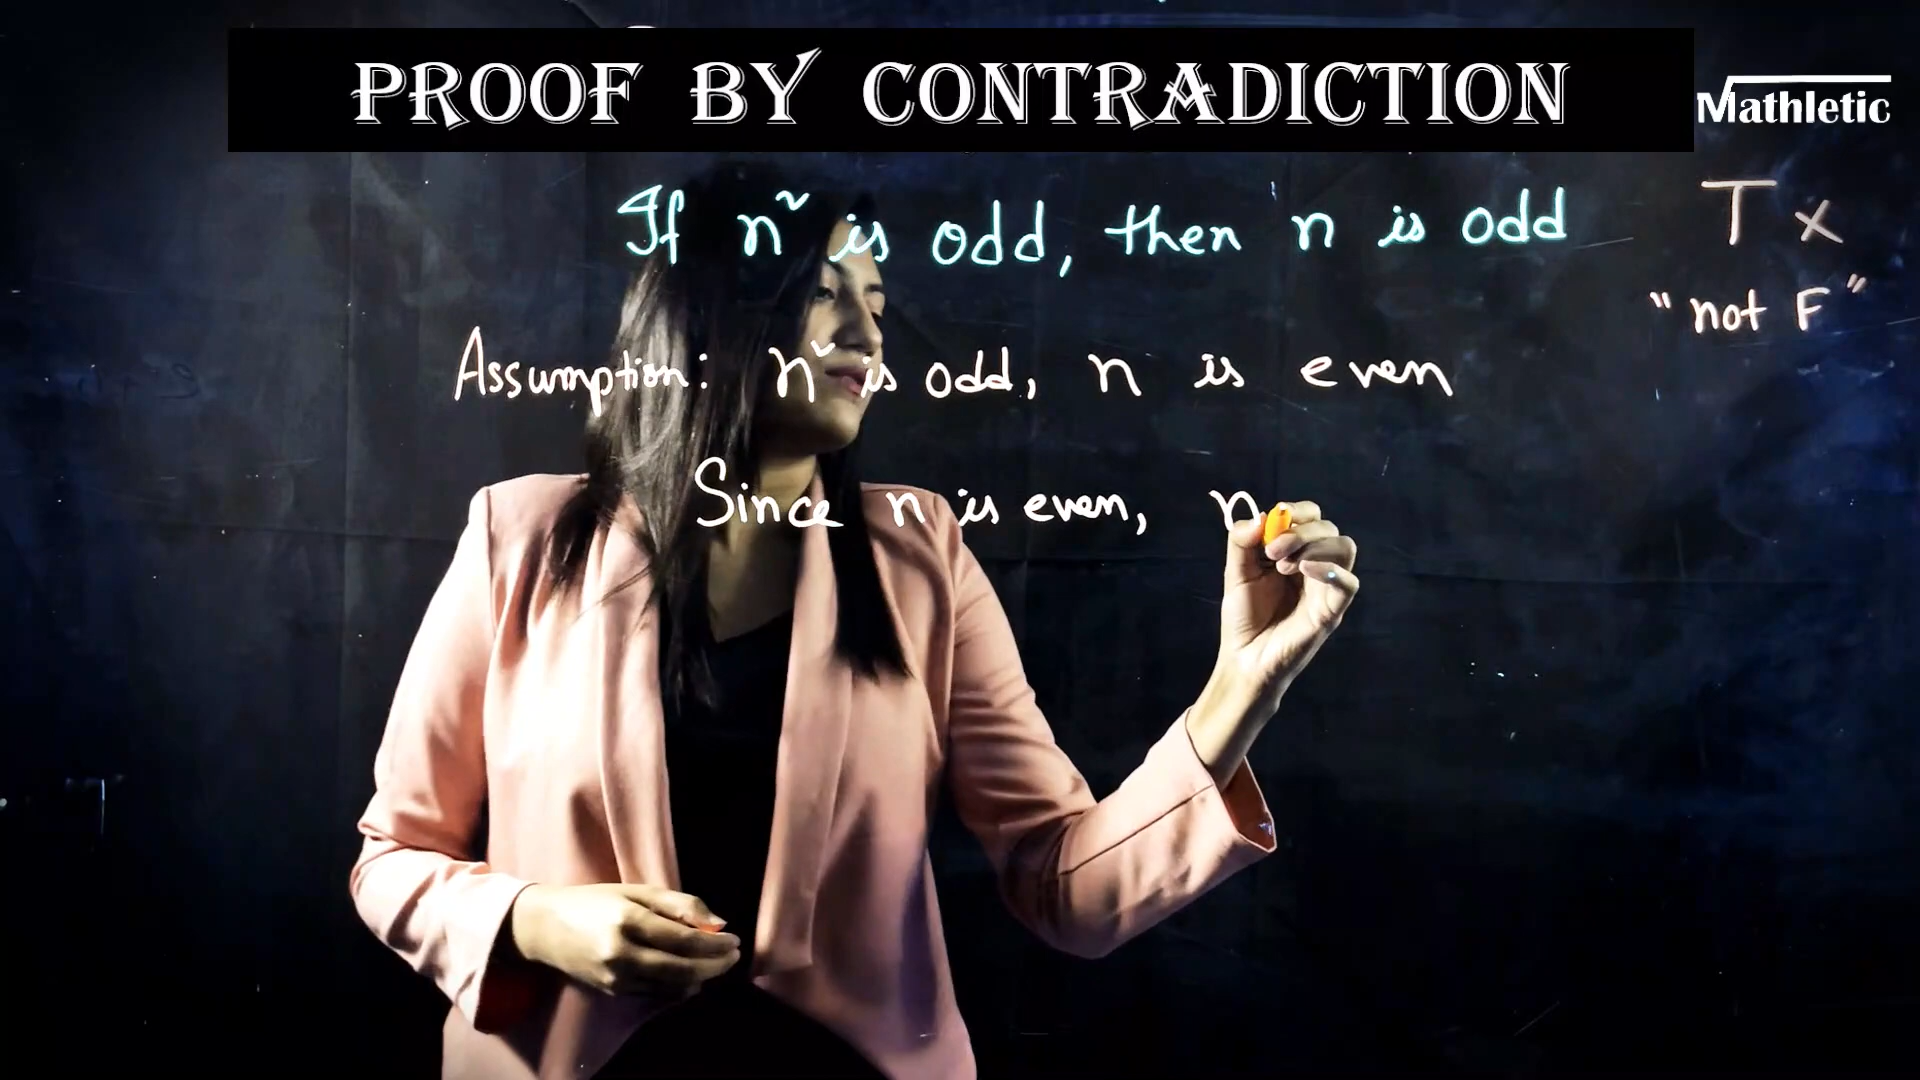 PROOF BY CONTRADICTION
Mathletic
If n² is odd, then n is odd
T ×
"not F"
Assumption: n² is odd, n is even
Since n is even, n